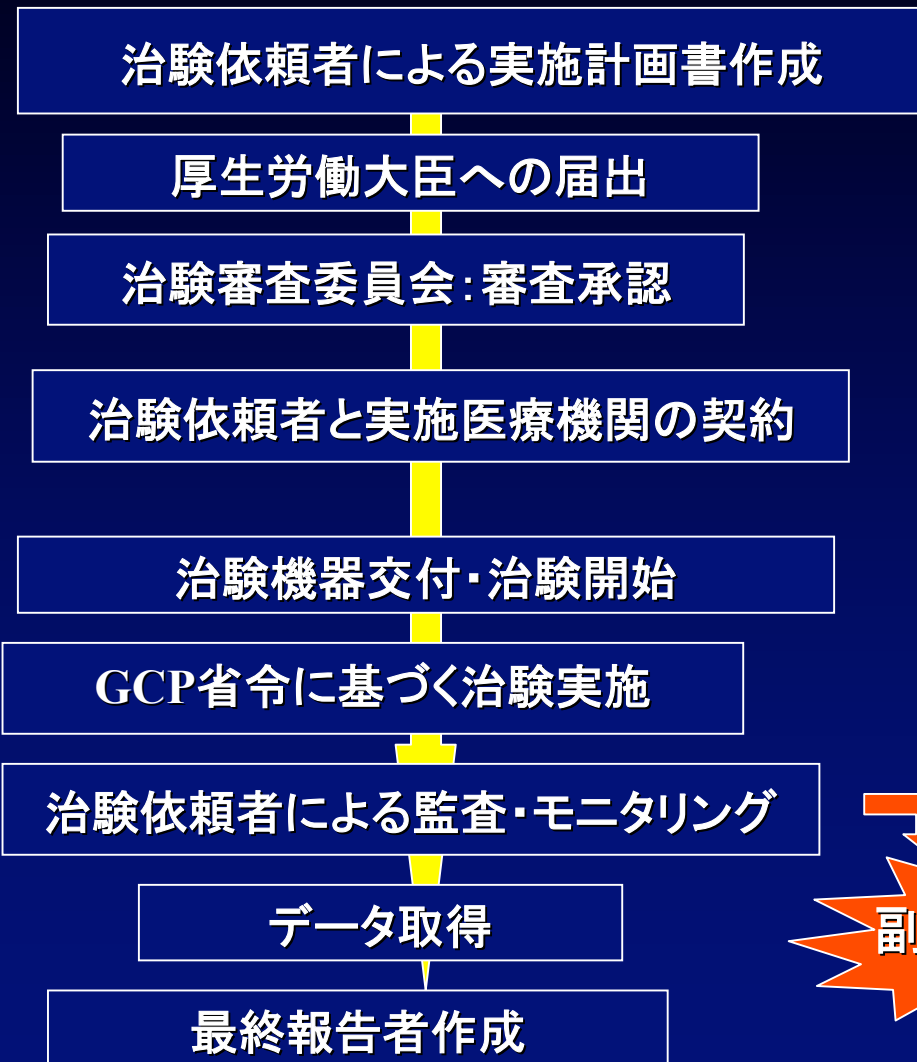 治験依頼者による実施計画書作成
厚生労働大臣への届出
治験審査委員会：審査承認
治験依頼者と実施医療機関の契約
治験機器交付・治験開始
GCP省令に基づく治験実施
治験依頼者による監査・モニタリング
データ取得
副
最終報告者作成